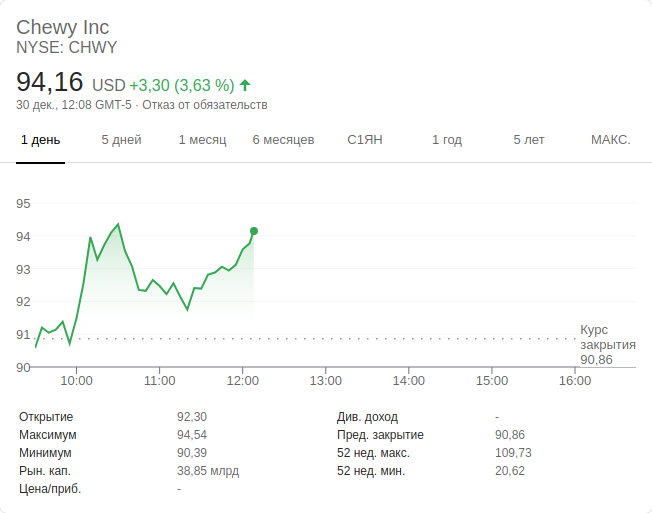 Chewy Inc
NYSE: CHWY
94,16 USD +3,30 (3,63 %)
30 дек., 12:08 GMT-5 · Отказ от обязательств
1 день 5 дней 1 месяц 6 месяцев С1ЯН 1 год 5 лет МАКС.
95
94
93
92
91
90
Курс
закрытия
90,86
10:00 11:00 12:00 13:00 14:00 15:00 16:00
Открытие 92,30 Див. доход -
Максимум 94,54 Пред. закрытие 90,86
Минимум 90,39 52 нед. макс. 109,73
Рын. кап. 38,85 млрд 52 нед. мин. 20,62
Цена/приб. -